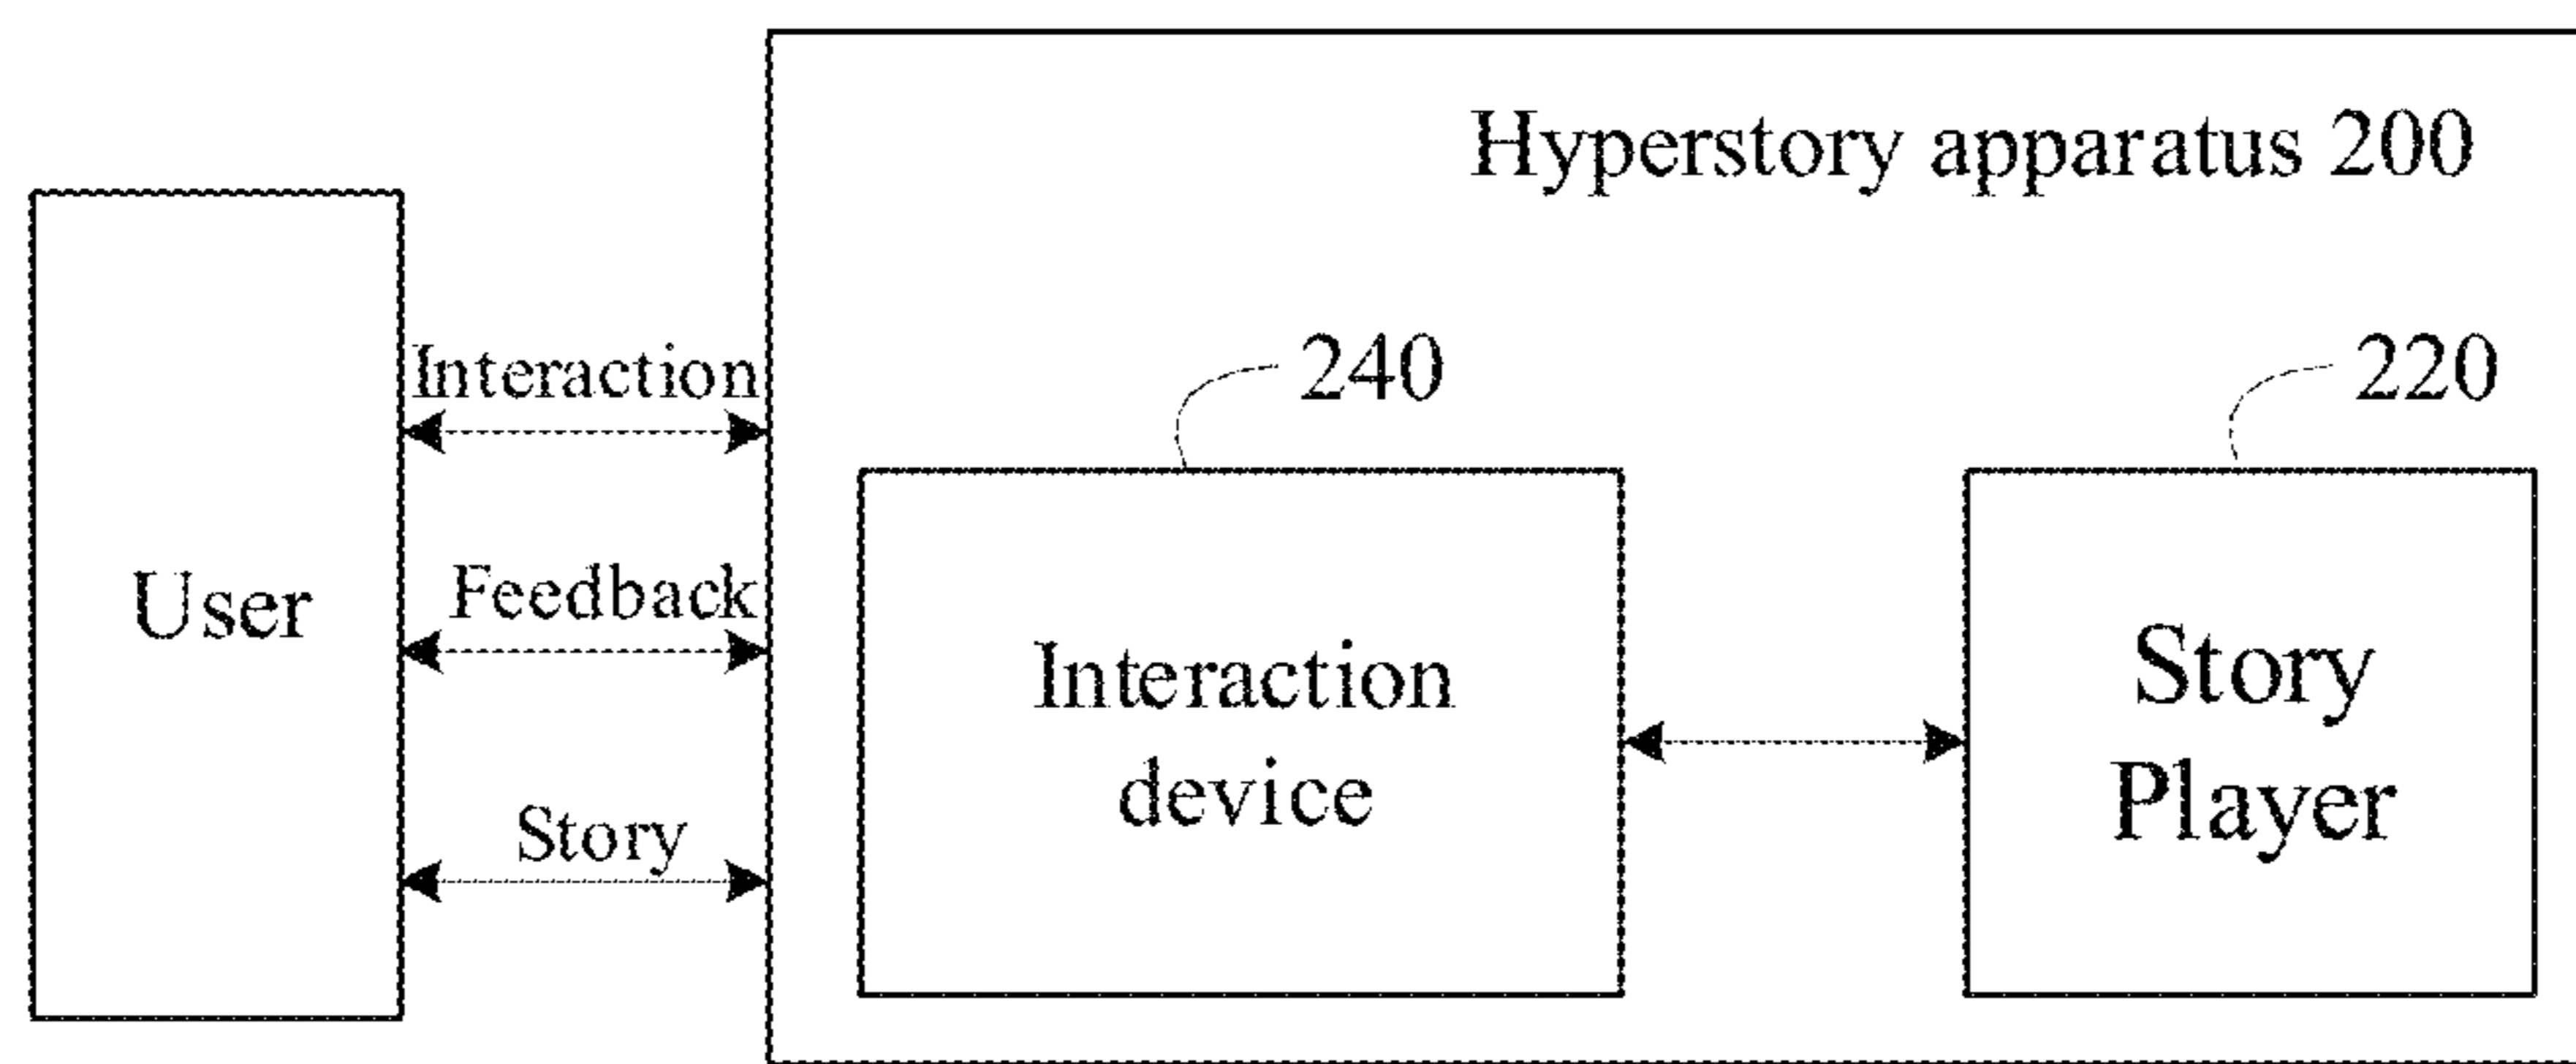 Hyperstory apparatus 200
Interaction
240
220
User
Feedback
Story
Interaction
device
Story
Player